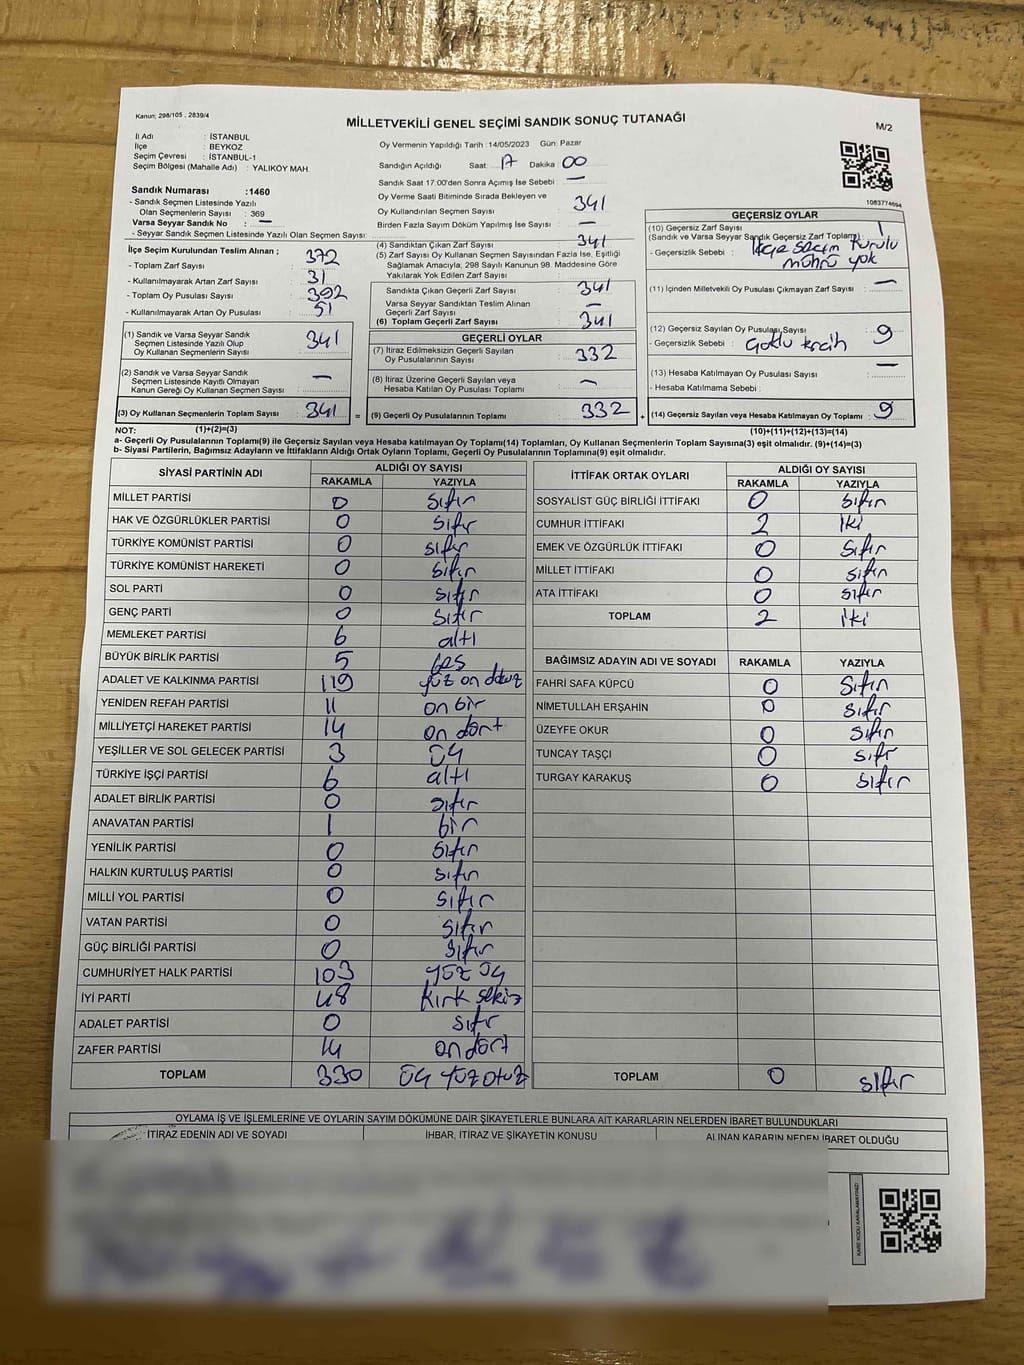 Kanun; 298/105 , 2839/4
MİLLETVEKİLİ GENEL SEÇİMİ SANDIK SONUÇ TUTANAĞI
M/2
İl Adı : İSTANBUL
İlçe : BEYKOZ
Seçim Çevresi : İSTANBUL-1
Seçim Bölgesi (Mahalle Adı) : YALIKÖY MAH.
Sandık Numarası :1460
- Sandık Seçmen Listesinde Yazılı
Olan Seçmenlerin Sayısı : 369
Varsa Seyyar Sandık No : —
- Seyyar Sandık Seçmen Listesinde Yazılı Olan Seçmen Sayısı:
Oy Vermenin Yapıldığı Tarih :14/05/2023 Gün: Pazar
Sandığın Açıldığı Saat: 17 Dakika : 00
Sandık Saat 17:00'den Sonra Açımış İse Sebebi : —
Oy Verme Saati Bitiminde Sırada Bekleyen ve
Oy Kullandırılan Seçmen Sayısı : 341
Birden Fazla Sayım Döküm Yapılmış İse Sayısı : —
1083774694
İlçe Seçim Kurulundan Teslim Alınan ;
- Toplam Zarf Sayısı : 372
- Kullanılmayarak Artan Zarf Sayısı : 31
- Toplam Oy Pusulası Sayısı : 392
- Kullanılmayarak Artan Oy Pusulası : 51
(4) Sandıktan Çıkan Zarf Sayısı : 341
(5) Zarf Sayısı Oy Kullanan Seçmen Sayısından Fazla İse, Eşitliği
Sağlamak Amacıyla; 298 Sayılı Kanunun 98. Maddesine Göre
Yakılarak Yok Edilen Zarf Sayısı :
Sandıkta Çıkan Geçerli Zarf Sayısı : 341
Varsa Seyyar Sandıktan Teslim Alınan
Geçerli Zarf Sayısı : —
(6) Toplam Geçerli Zarf Sayısı : 341
GEÇERSİZ OYLAR
(10) Geçersiz Zarf Sayısı : 1
(Sandık ve Varsa Seyyar Sandık Geçersiz Zarf Toplamı)
- Geçersizlik Sebebi : ilçe seçim kurulu
mührü yok
(11) İçinden Milletvekili Oy Pusulası Çıkmayan Zarf Sayısı : —
(12) Geçersiz Sayılan Oy Pusulası Sayısı : 9
- Geçersizlik Sebebi : Çoklu tercih
(13) Hesaba Katılmayan Oy Pusulası Sayısı : —
- Hesaba Katılmama Sebebi :
(1) Sandık ve Varsa Seyyar Sandık
Seçmen Listesinde Yazılı Olup
Oy Kullanan Seçmenlerin Sayısı : 341
(2) Sandık ve Varsa Seyyar Sandık
Seçmen Listesinde Kayıtlı Olmayan
Kanun Gereği Oy Kullanan Seçmen Sayısı : —
GEÇERLİ OYLAR
(7) İtiraz Edilmeksizin Geçerli Sayılan
Oy Pusulalarının Sayısı : 332
(8) İtiraz Üzerine Geçerli Sayılan veya
Hesaba Katılan Oy Pusulası Toplamı : —
(3) Oy Kullanan Seçmenlerin Toplam Sayısı : 341 = (9) Geçerli Oy Pusulalarının Toplamı : 332 + (14) Geçersiz Sayılan veya Hesaba Katılmayan Oy Toplamı : 9
NOT: (1)+(2)=(3) (10)+(11)+(12)+(13)=(14)
a- Geçerli Oy Pusulalarının Toplamı(9) ile Geçersiz Sayılan veya Hesaba katılmayan Oy Toplamı(14) Toplamları, Oy Kullanan Seçmenlerin Toplam Sayısına(3) eşit olmalıdır. (9)+(14)=(3)
b- Siyasi Partilerin, Bağımsız Adayların ve İttifakların Aldığı Ortak Oyların Toplamı, Geçerli Oy Pusulalarının Toplamına(9) eşit olmalıdır.
SİYASİ PARTİNİN ADI ALDIĞI OY SAYISI
RAKAMLA YAZIYLA
MİLLET PARTİSİ 0 sıfır
HAK VE ÖZGÜRLÜKLER PARTİSİ 0 sıfır
TÜRKİYE KOMÜNİST PARTİSİ 0 sıfır
TÜRKİYE KOMÜNİST HAREKETİ 0 sıfır
SOL PARTİ 0 sıfır
GENÇ PARTİ 0 sıfır
MEMLEKET PARTİSİ 6 altı
BÜYÜK BİRLİK PARTİSİ 5 beş
ADALET VE KALKINMA PARTİSİ 119 yüz on dokuz
YENİDEN REFAH PARTİSİ 11 on bir
MİLLİYETÇİ HAREKET PARTİSİ 14 on dört
YEŞİLLER VE SOL GELECEK PARTİSİ 3 üç
TÜRKİYE İŞÇİ PARTİSİ 6 altı
ADALET BİRLİK PARTİSİ 0 sıfır
ANAVATAN PARTİSİ 1 bir
YENİLİK PARTİSİ 0 sıfır
HALKIN KURTULUŞ PARTİSİ 0 sıfır
MİLLİ YOL PARTİSİ 0 sıfır
VATAN PARTİSİ 0 sıfır
GÜÇ BİRLİĞİ PARTİSİ 0 sıfır
CUMHURİYET HALK PARTİSİ 103 yüz üç
İYİ PARTİ 48 kırk sekiz
ADALET PARTİSİ 0 sıfır
ZAFER PARTİSİ 14 on dört
TOPLAM 330 üç yüz otuz
İTTİFAK ORTAK OYLARI ALDIĞI OY SAYISI
RAKAMLA YAZIYLA
SOSYALİST GÜÇ BİRLİĞİ İTTİFAKI 0 sıfır
CUMHUR İTTİFAKI 2 iki
EMEK VE ÖZGÜRLÜK İTTİFAKI 0 sıfır
MİLLET İTTİFAKI 0 sıfır
ATA İTTİFAKI 0 sıfır
TOPLAM 2 iki
BAĞIMSIZ ADAYIN ADI VE SOYADI RAKAMLA YAZIYLA
FAHRİ SAFA KÜPCÜ 0 sıfır
NİMETULLAH ERŞAHİN 0 sıfır
ÜZEYFE OKUR 0 sıfır
TUNCAY TAŞÇI 0 sıfır
TURGAY KARAKUŞ 0 sıfır
TOPLAM 0 sıfır
OYLAMA İŞ VE İŞLEMLERİNE VE OYLARIN SAYIM DÖKÜMÜNE DAİR ŞİKAYETLERLE BUNLARA AİT KARARLARIN NELERDEN İBARET BULUNDUKLARI
İTİRAZ EDENİN ADI VE SOYADI İHBAR, İTİRAZ VE ŞİKAYETİN KONUSU ALINAN KARARIN NEDEN İBARET OLDUĞU
KARE KODU KARALAMAYINIZ!